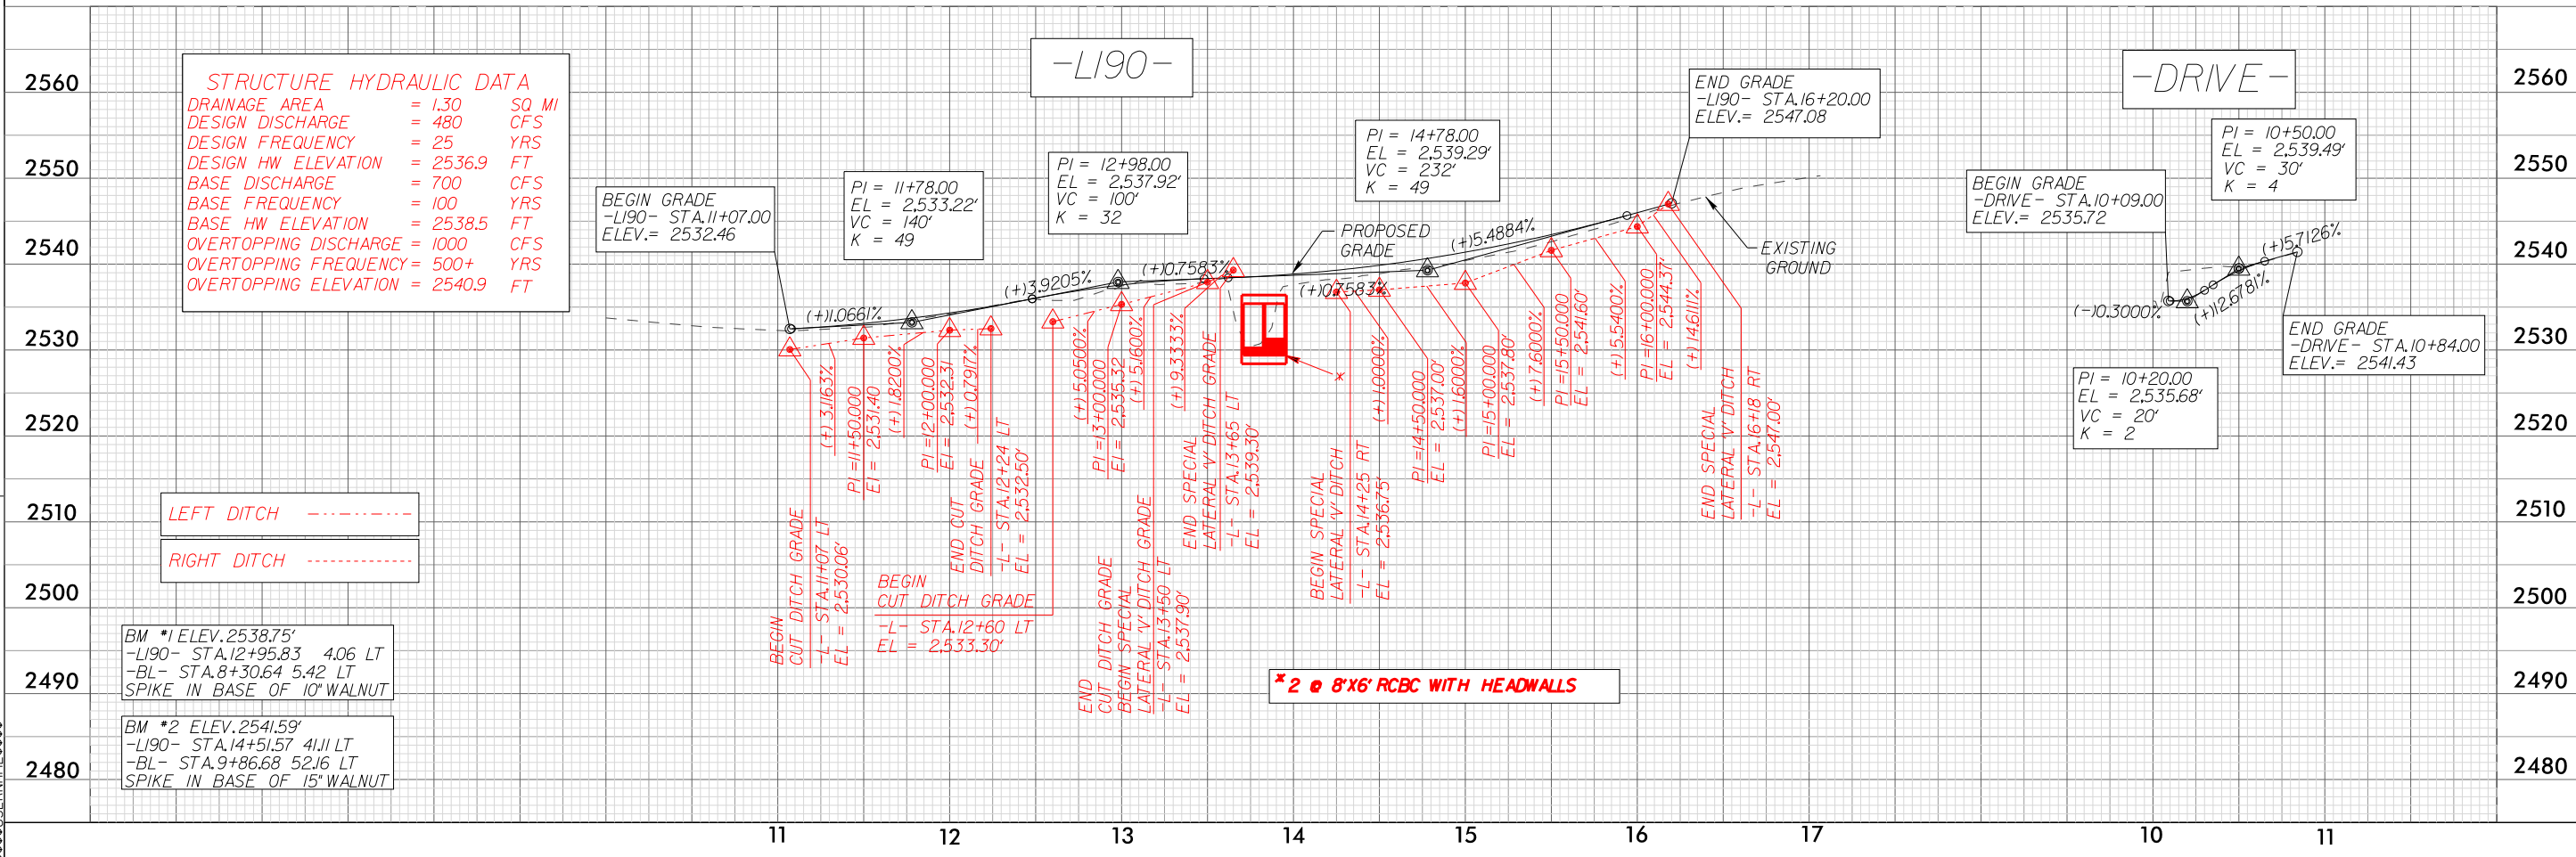 -L190-
-DRIVE-
STRUCTURE HYDRAULIC DATA
DRAINAGE AREA = 1.30 SQ MI
DESIGN DISCHARGE = 480 CFS
DESIGN FREQUENCY = 25 YRS
DESIGN HW ELEVATION = 2536.9 FT
BASE DISCHARGE = 700 CFS
BASE FREQUENCY = 100 YRS
BASE HW ELEVATION = 2538.5 FT
OVERTOPPING DISCHARGE = 1000 CFS
OVERTOPPING FREQUENCY = 500+ YRS
OVERTOPPING ELEVATION = 2540.9 FT
2560
2550
2540
2530
2520
2510
2500
2490
2480
BEGIN GRADE
-L190- STA.11+07.00
ELEV.= 2532.46
PI = 11+78.00
EL = 2,533.22'
VC = 140'
K = 49
PI = 12+98.00
EL = 2,537.92'
VC = 100'
K = 32
PI = 14+78.00
EL = 2,539.29'
VC = 232'
K = 49
END GRADE
-L190- STA.16+20.00
ELEV.= 2547.08
PROPOSED
GRADE
EXISTING
GROUND
(+)1.0661%
(+)3.9205%
(+)0.7583%
(+)0.7583%
(+)5.4884%
BEGIN GRADE
-DRIVE- STA.10+09.00
ELEV.= 2535.72
PI = 10+50.00
EL = 2,539.49'
VC = 30'
K = 4
(-)0.3000%
(+)12.6781%
(+)5.7126%
END GRADE
-DRIVE- STA.10+84.00
ELEV.= 2541.43
PI = 10+20.00
EL = 2,535.68'
VC = 20'
K = 2
LEFT DITCH
RIGHT DITCH
BM #1 ELEV.2538.75'
-L190- STA.12+95.83 4.06 LT
-BL- STA.8+30.64 5.42 LT
SPIKE IN BASE OF 10" WALNUT
BM #2 ELEV.2541.59'
-L190- STA.14+51.57 41.11 LT
-BL- STA.9+86.68 52.16 LT
SPIKE IN BASE OF 15" WALNUT
BEGIN
CUT DITCH GRADE
-L- STA.11+07 LT
EL = 2,530.06'
(+) 3.1163%
PI =11+50.000
El = 2,531.40
(+)1.8200%
PI =12+00.000
El = 2,532.31
(+) 0.7917%
END CUT
DITCH GRADE
-L- STA.12+24 LT
EL = 2,532.50'
BEGIN
CUT DITCH GRADE
-L- STA.12+60 LT
EL = 2,533.30'
(+)5.0500%
PI =13+00.000
El = 2,535.32
(+) 5.1600%
END
CUT DITCH GRADE
BEGIN SPECIAL
LATERAL 'V' DITCH GRADE
-L- STA.13+50 LT
EL = 2,537.90'
(+) 9.3333%
END SPECIAL
LATERAL 'V' DITCH GRADE
-L- STA.13+65 LT
EL = 2,539.30'
*
BEGIN SPECIAL
LATERAL 'V' DITCH
-L- STA.14+25 RT
EL = 2,536.75'
(+)1.0000%
PI =14+50.000
EL = 2,537.00'
(+)1.6000%
PI =15+00.000
EL = 2,537.80'
(+)7.6000%
PI =15+50.000
EL = 2,541.60'
(+) 5.5400%
PI =16+00.000
EL = 2,544.37'
(+) 14.6111%
END SPECIAL
LATERAL 'V' DITCH
-L- STA.16+18 RT
EL = 2,547.00'
* 2 @ 8'X6' RCBC WITH HEADWALLS
2560
2550
2540
2530
2520
2510
2500
2490
2480
11 12 13 14 15 16 17 10 11